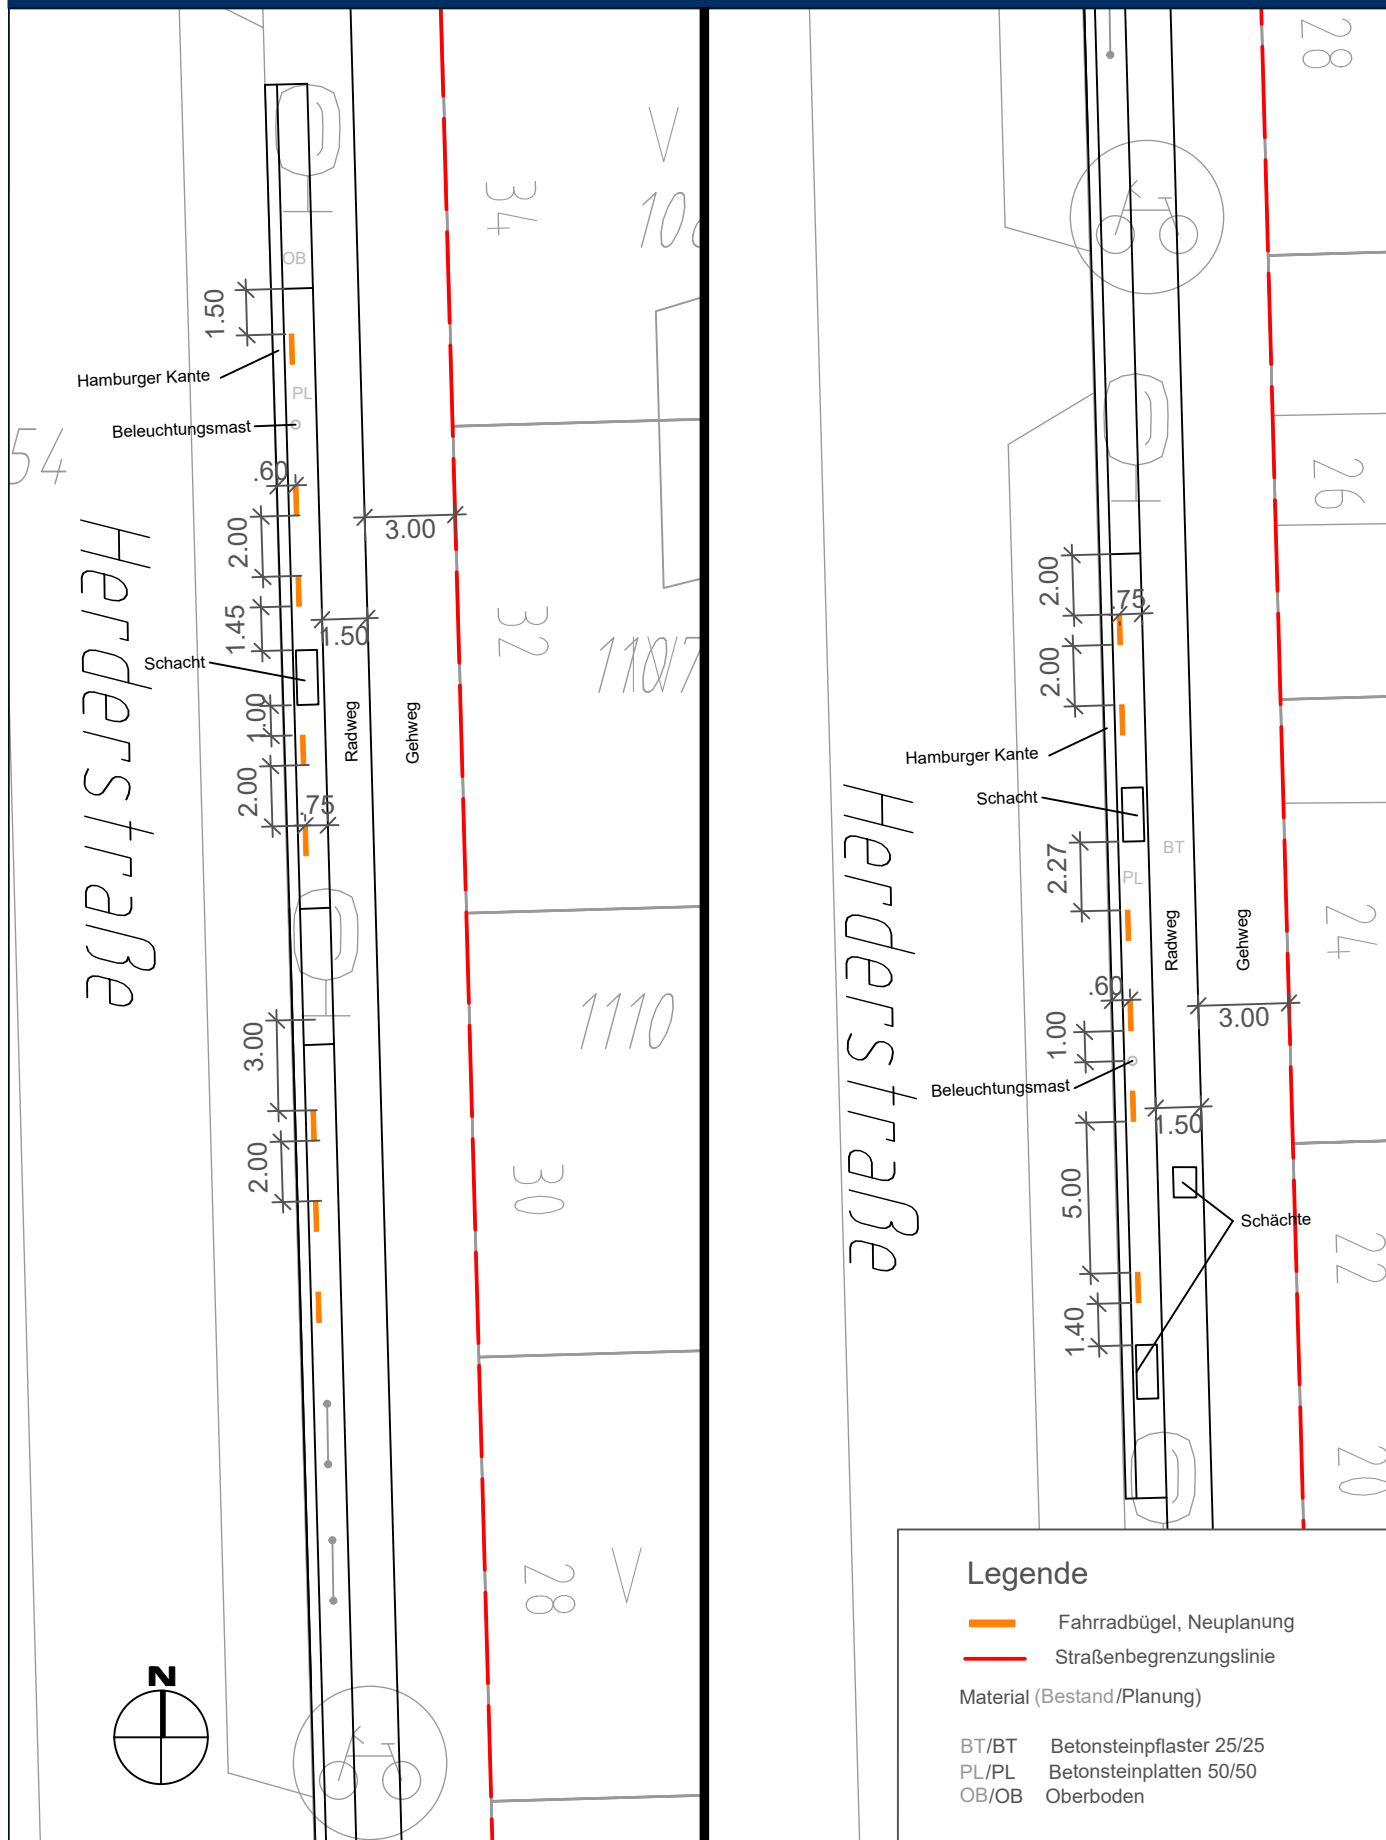 34
V
OB
1.50
Hamburger Kante
PL
Beleuchtungsmast
54
.60
2.00
3.00
1.45
1.50
32
Schacht
1.00
Radweg
Gehweg
2.00
.75
Herderstraße
1110
3.00
2.00
30
28
V
N
28
26
2.00
.75
2.00
Hamburger Kante
Schacht
BT
2.27
PL
Radweg
Gehweg
24
.60
3.00
1.00
Beleuchtungsmast
1.50
Herderstraße
5.00
Schächte
22
1.40
20
Legende
Fahrradbügel, Neuplanung
Straßenbegrenzungslinie
Material (Bestand/Planung)
BT/BT Betonsteinpflaster 25/25
PL/PL Betonsteinplatten 50/50
OB/OB Oberboden